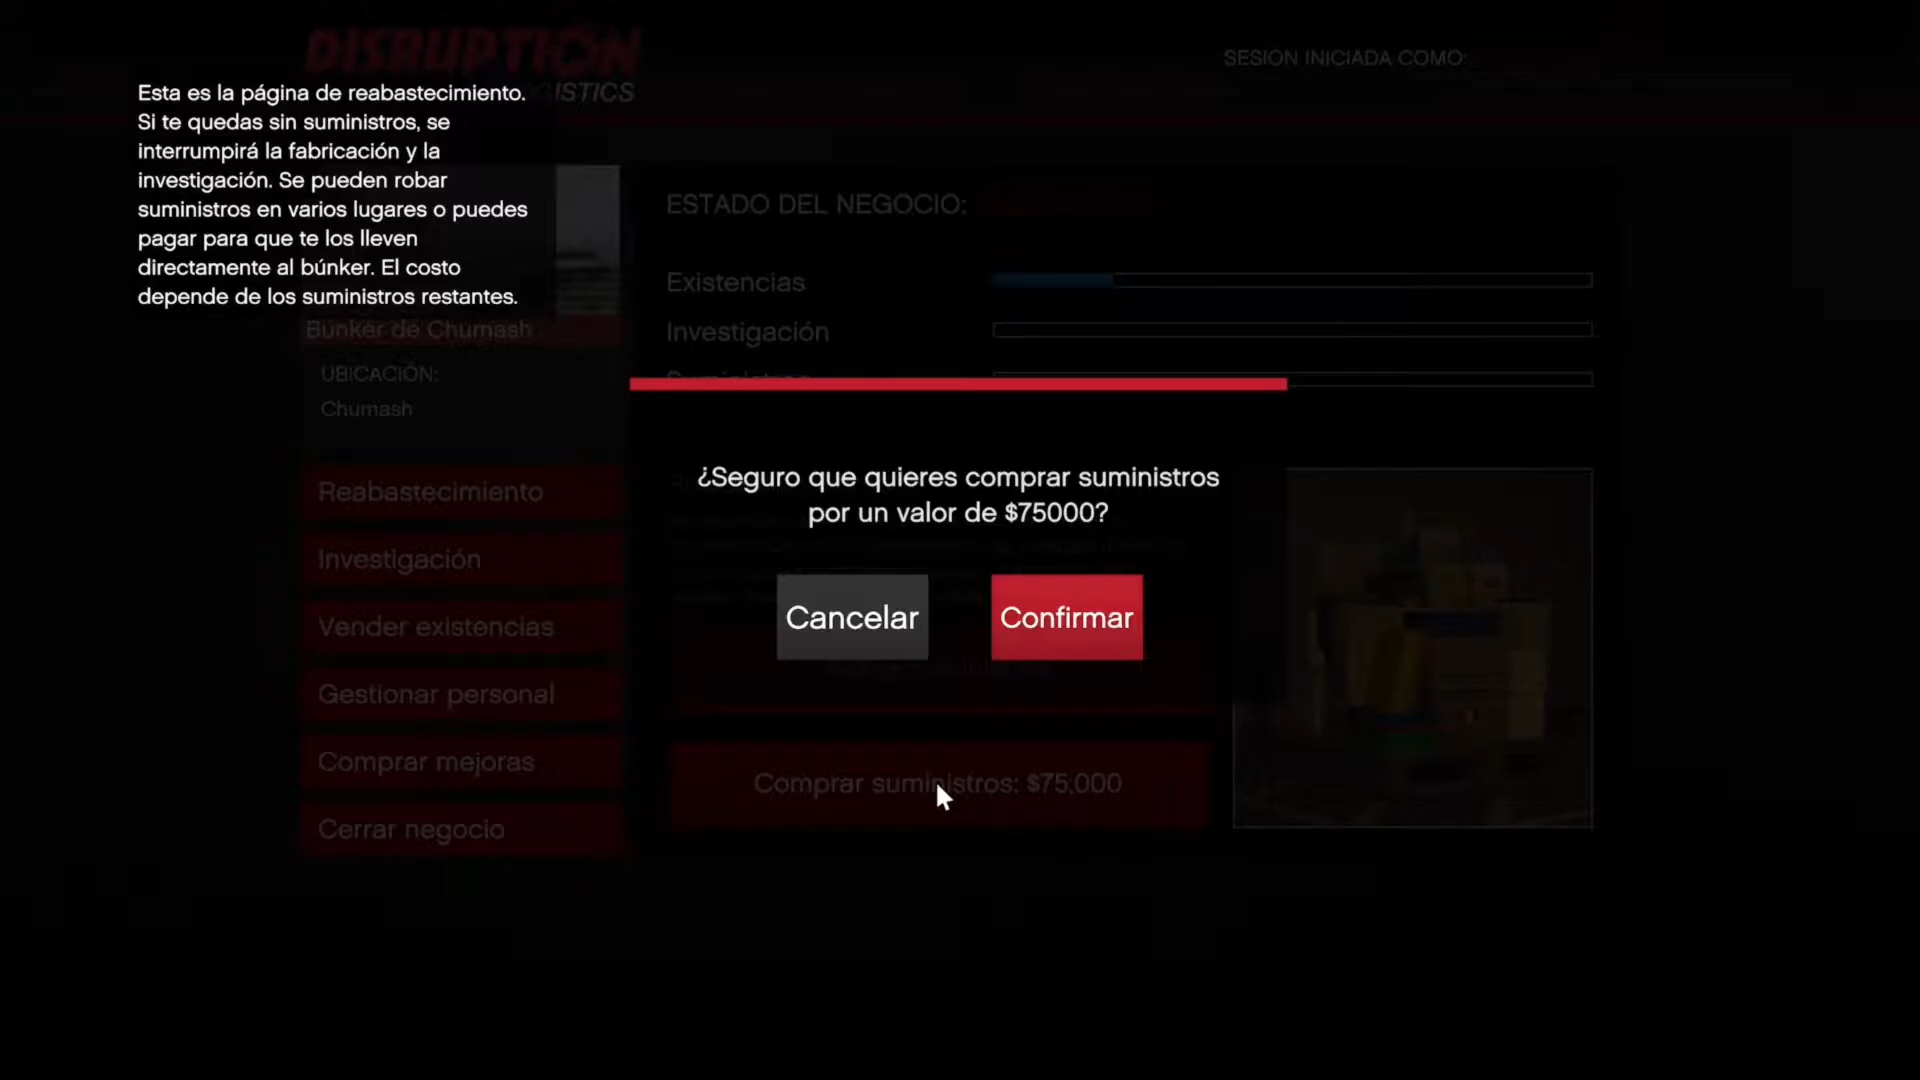 DISRUPTION
SESION INICIADA COMO:
Esta es la página de reabastecimiento.
ISTICS
Si te quedas sin suministros, se
interrumpirá la fabricación y la
investigación. Se pueden robar
suministros en varios lugares o puedes
pagar para que te los lleven
directamente al búnker. El costo
depende de los suministros restantes.
Búnker de Chumash
UBICACIÓN:
Chumash
ESTADO DEL NEGOCIO:
Existencias
Investigación
Suministros
¿Seguro que quieres comprar suministros
por un valor de $75000?
Cancelar
Confirmar
Reabastecimiento
Investigación
Vender existencias
Gestionar personal
Comprar mejoras
Cerrar negocio
Comprar suministros: $75,000